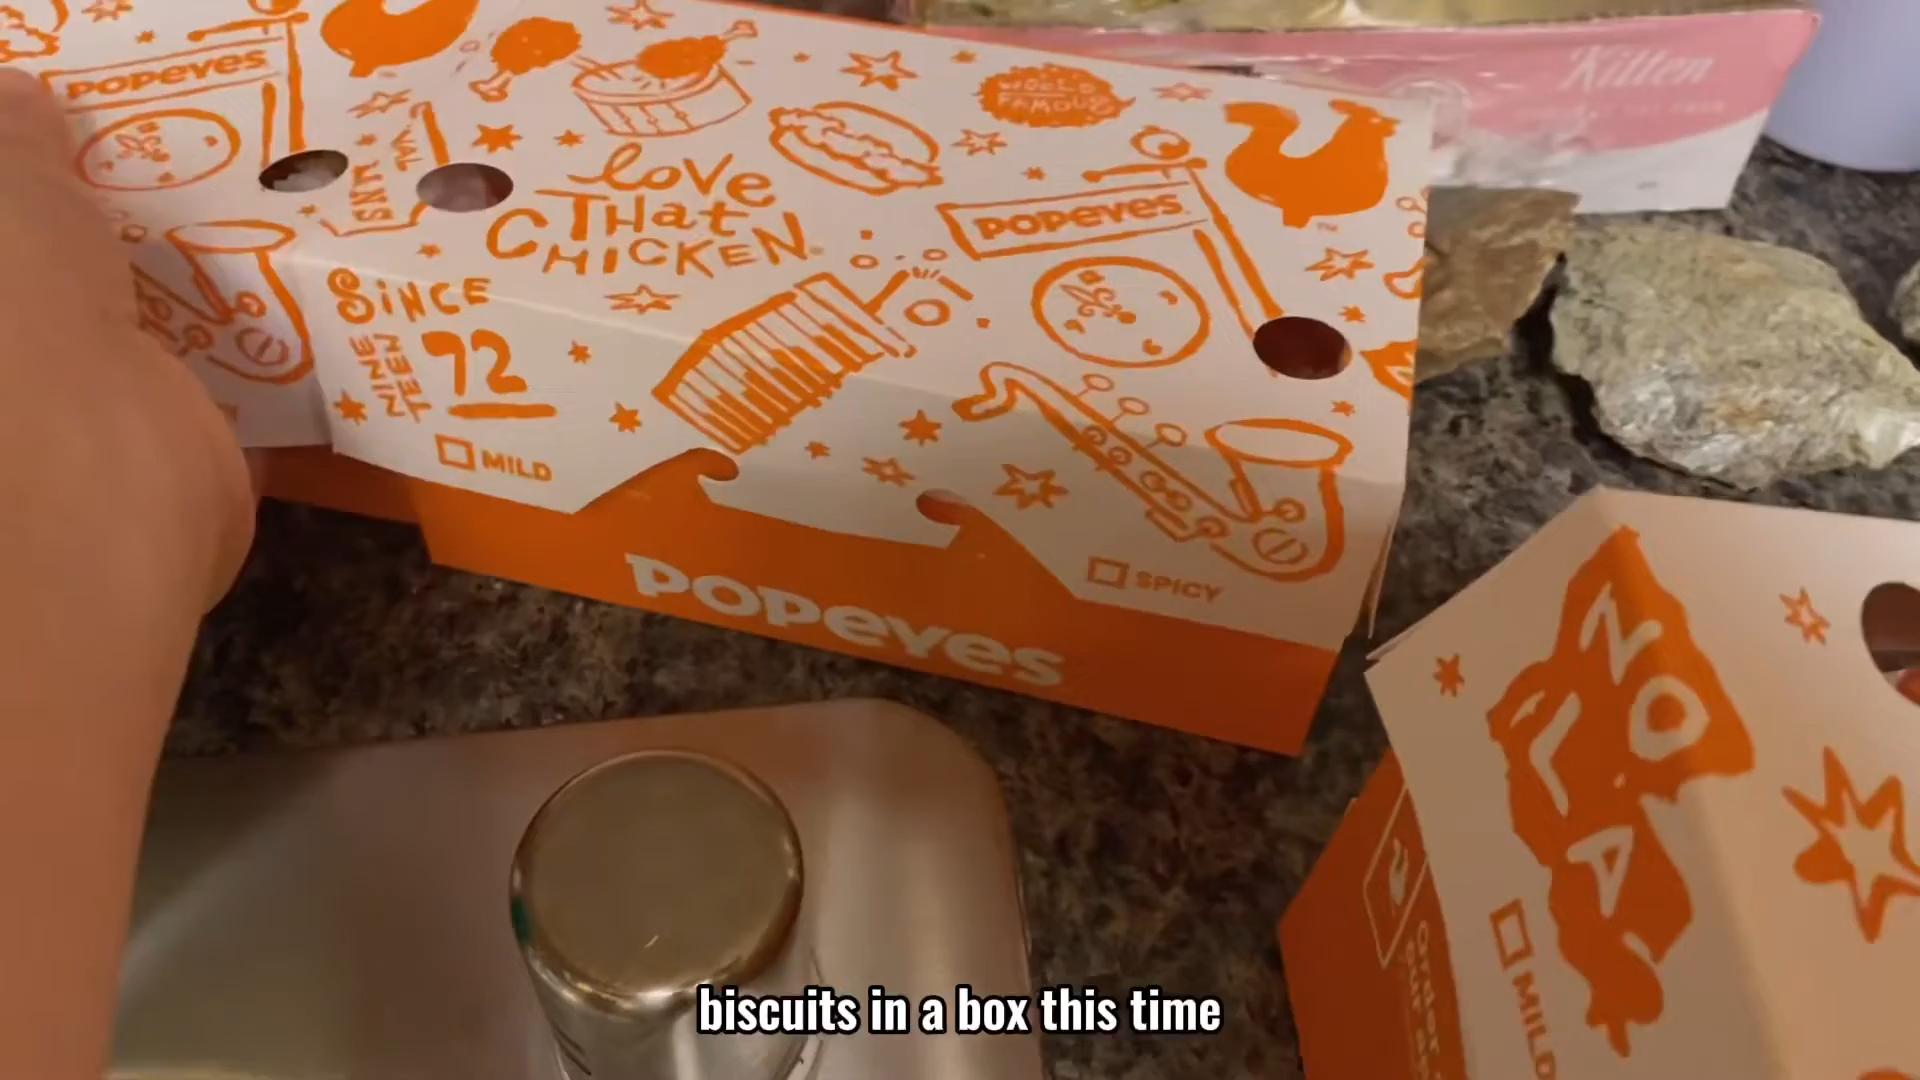 POPEYES
WORLD
FAMOUS
Kitten
love
THat
CHICKEN
POPEYES
SiNCE
NiNE
TEEN
72
MILD
SPICY
POPEYES
NOLA
MILD
biscuits in a box this time